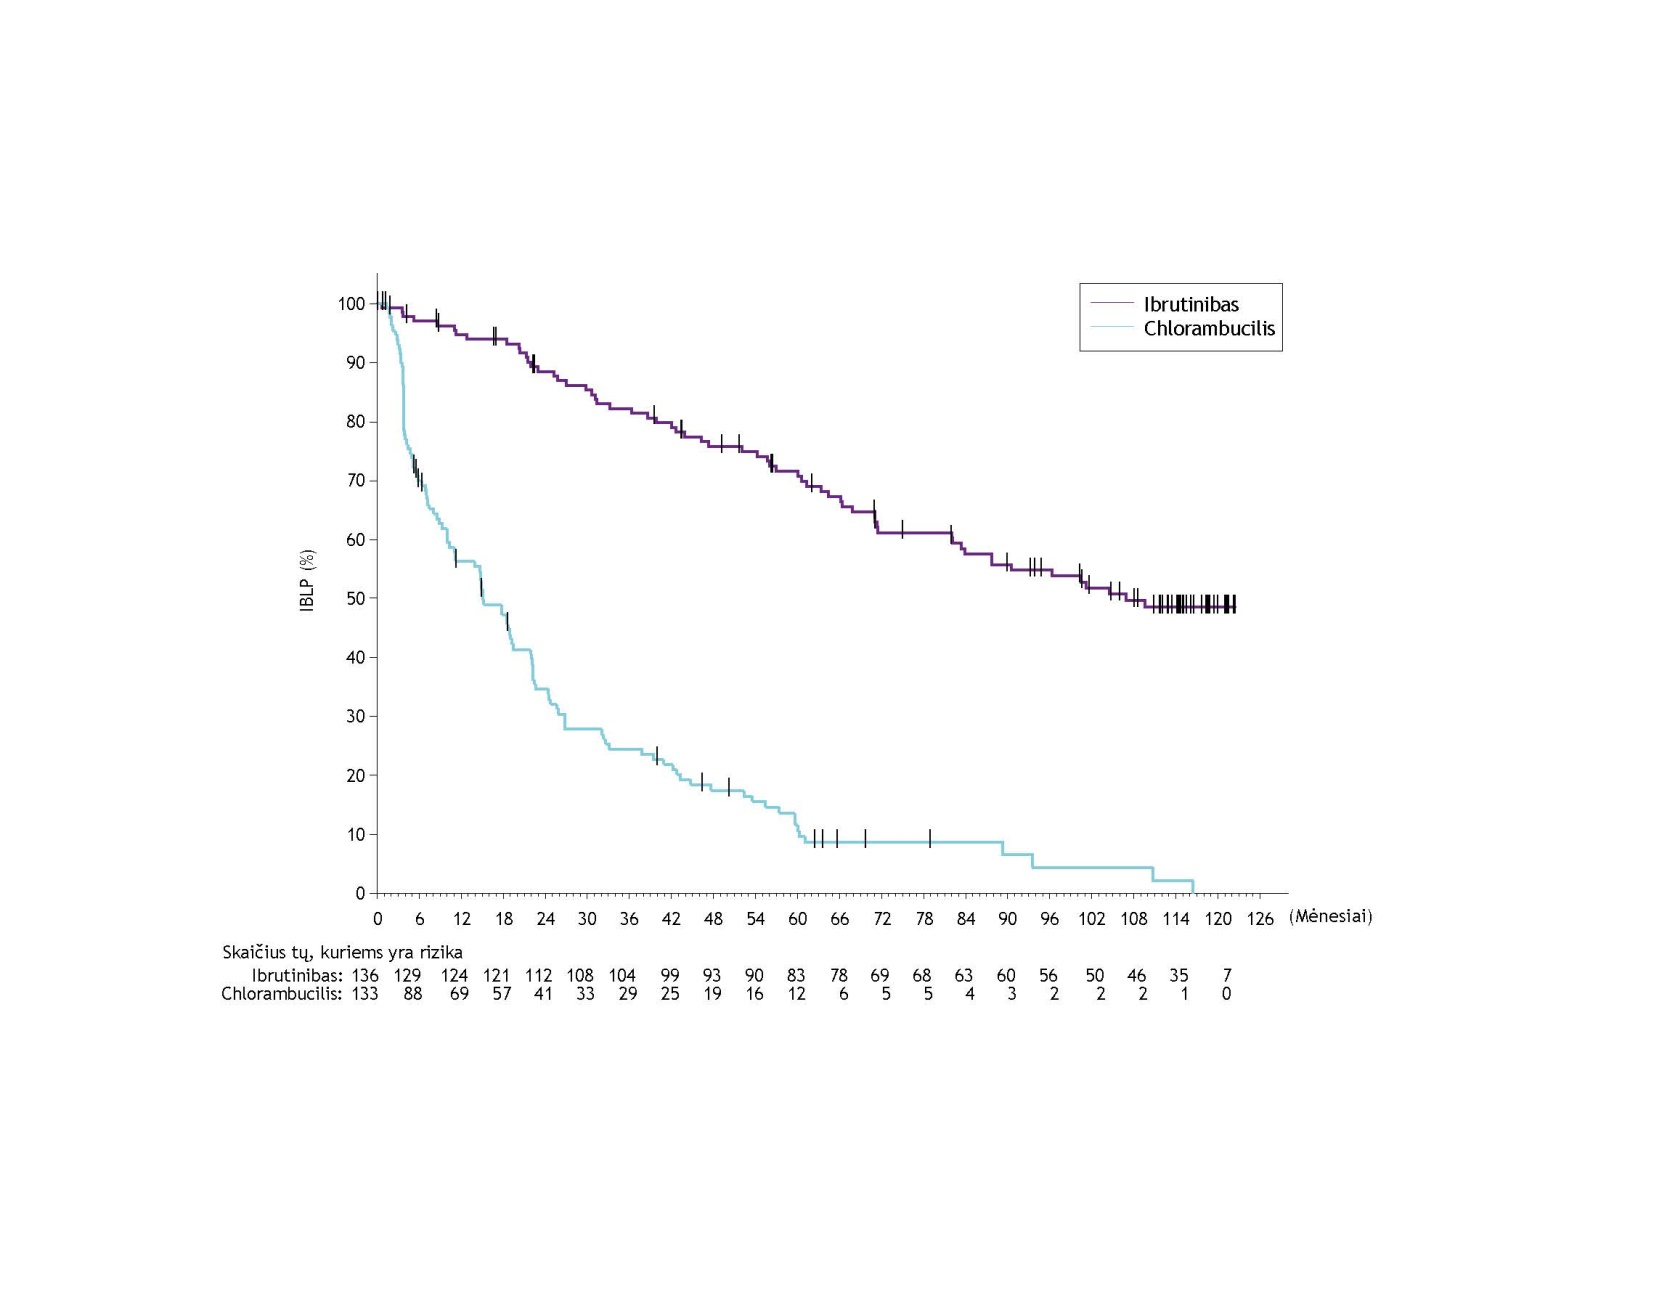 100
90
80
70
60
50
40
30
20
10
0
IBLP (%)
Ibrutinibas
Chlorambucilis
0 6 12 18 24 30 36 42 48 54 60 66 72 78 84 90 96 102 108 114 120 126 (Mėnesiai)
Skaičius tų, kuriems yra rizika
Ibrutinibas: 136 129 124 121 112 108 104 99 93 90 83 78 69 68 63 60 56 50 46 35 7
Chlorambucilis: 133 88 69 57 41 33 29 25 19 16 12 6 5 5 4 3 2 2 2 1 0